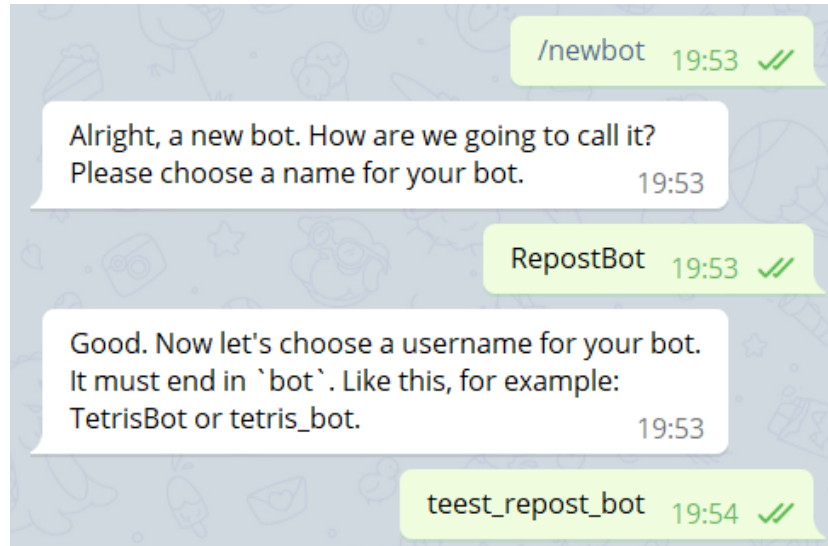 /newbot 19:53
Alright, a new bot. How are we going to call it?
Please choose a name for your bot.
19:53
RepostBot 19:53
Good. Now let's choose a username for your bot.
It must end in `bot`. Like this, for example:
TetrisBot or tetris_bot.
19:53
teest_repost_bot 19:54